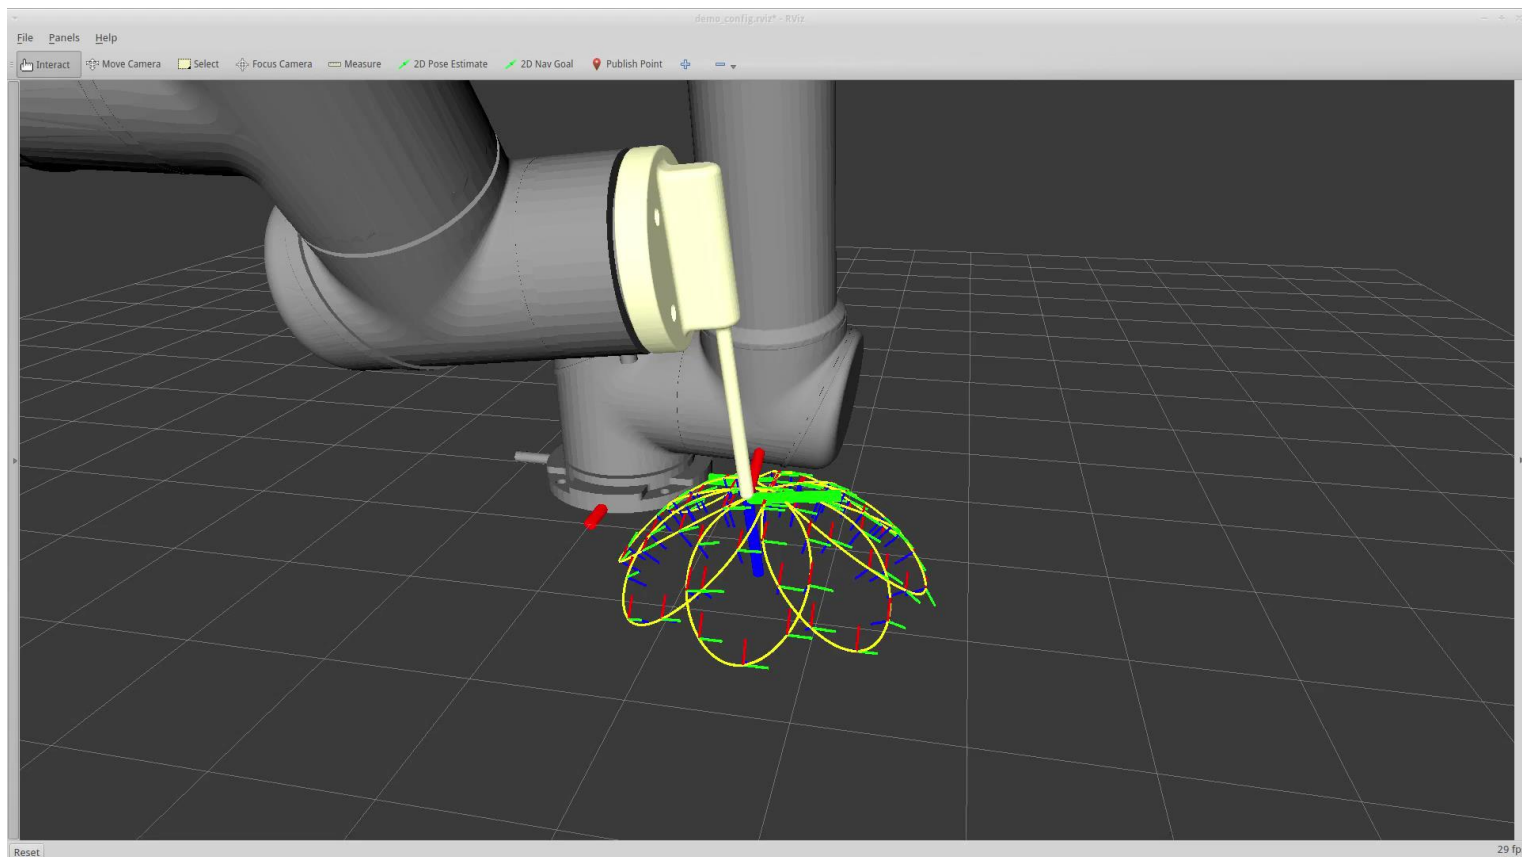 demo_config.rviz* - RViz
File Panels Help
Interact Move Camera Select Focus Camera Measure 2D Pose Estimate 2D Nav Goal Publish Point
Reset 29 fp